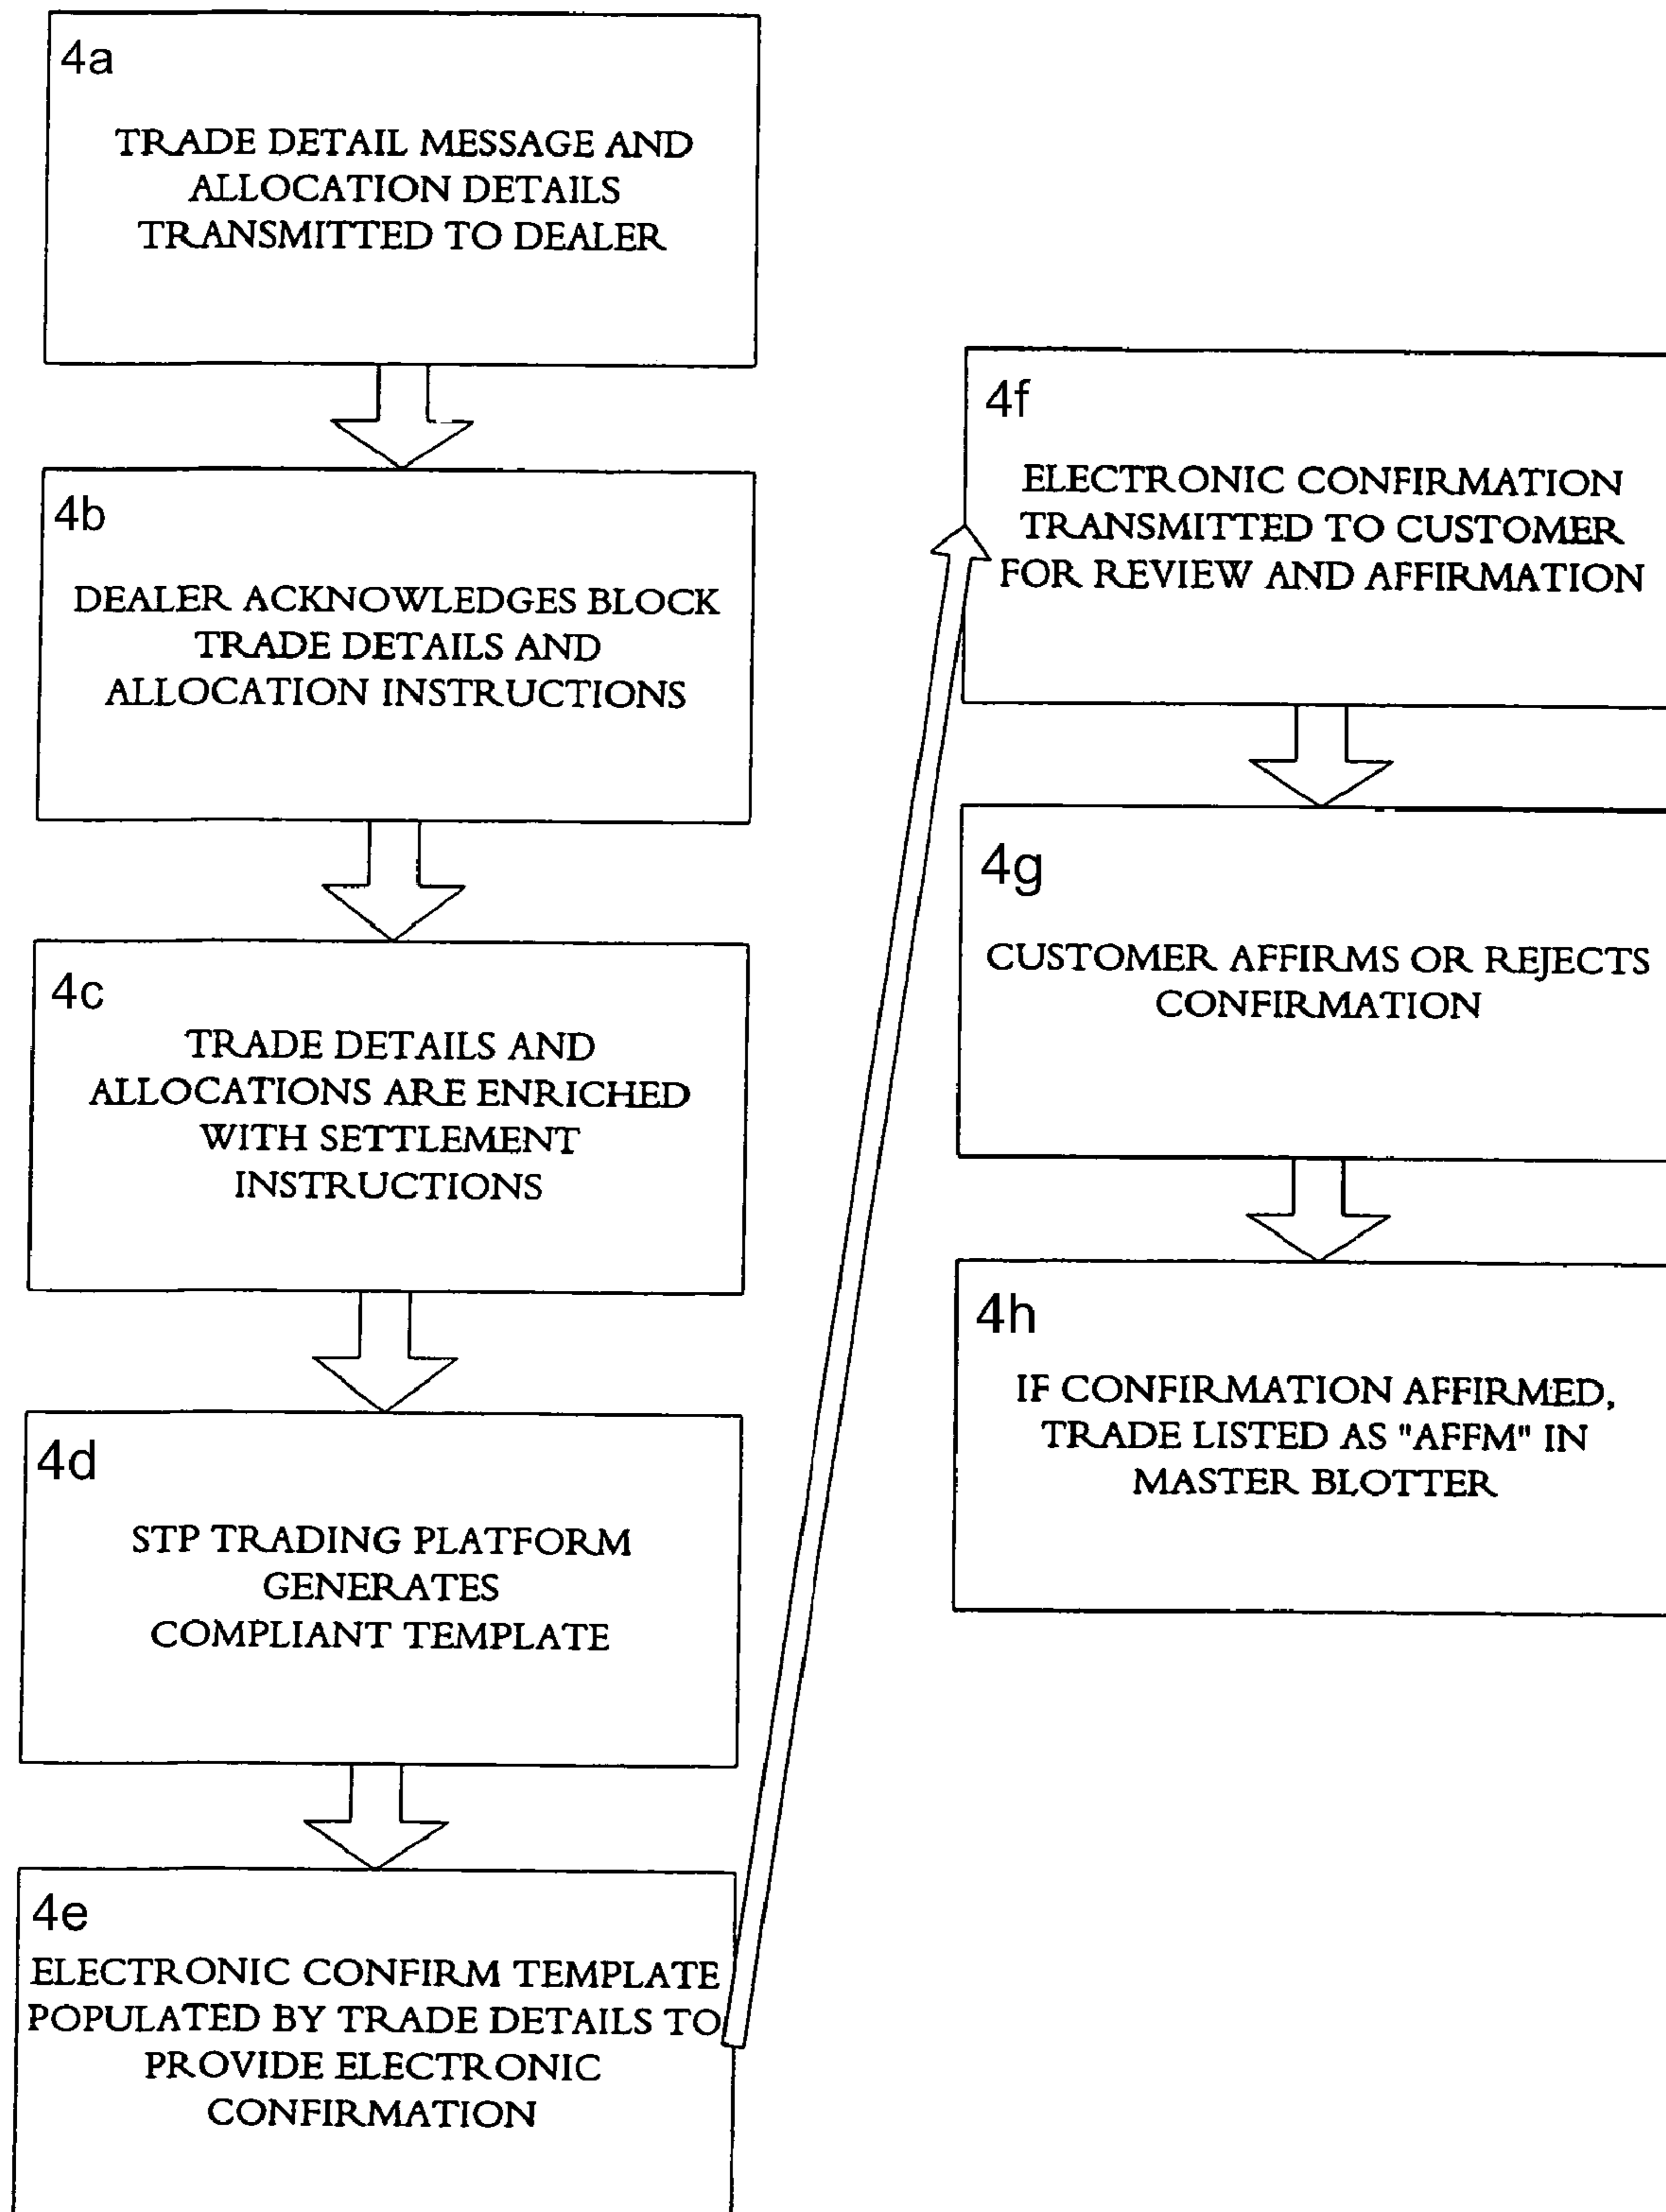 4a
TRADE DETAIL MESSAGE AND
ALLOCATION DETAILS
TRANSMITTED TO DEALER
4b
DEALER ACKNOWLEDGES BLOCK
TRADE DETAILS AND
ALLOCATION INSTRUCTIONS
4c
TRADE DETAILS AND
ALLOCATIONS ARE ENRICHED
WITH SETTLEMENT
INSTRUCTIONS
4d
STP TRADING PLATFORM
GENERATES
COMPLIANT TEMPLATE
4e
ELECTRONIC CONFIRM TEMPLATE
POPULATED BY TRADE DETAILS TO
PROVIDE ELECTRONIC
CONFIRMATION
4f
ELECTRONIC CONFIRMATION
TRANSMITTED TO CUSTOMER
FOR REVIEW AND AFFIRMATION
4g
CUSTOMER AFFIRMS OR REJECTS
CONFIRMATION
4h
IF CONFIRMATION AFFIRMED,
TRADE LISTED AS "AFFM" IN
MASTER BLOTTER